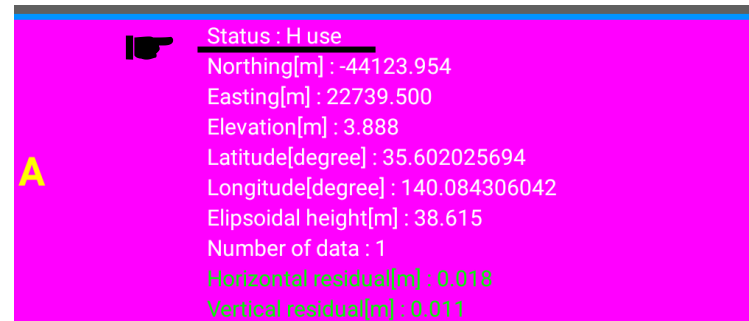 Status : H use
Northing[m] : -44123.954
Easting[m] : 22739.500
Elevation[m] : 3.888
A
Latitude[degree] : 35.602025694
Longitude[degree] : 140.084306042
Elipsoidal height[m] : 38.615
Number of data : 1
Horizontal residual[m] : 0.018
Vertical residual[m] : 0.011